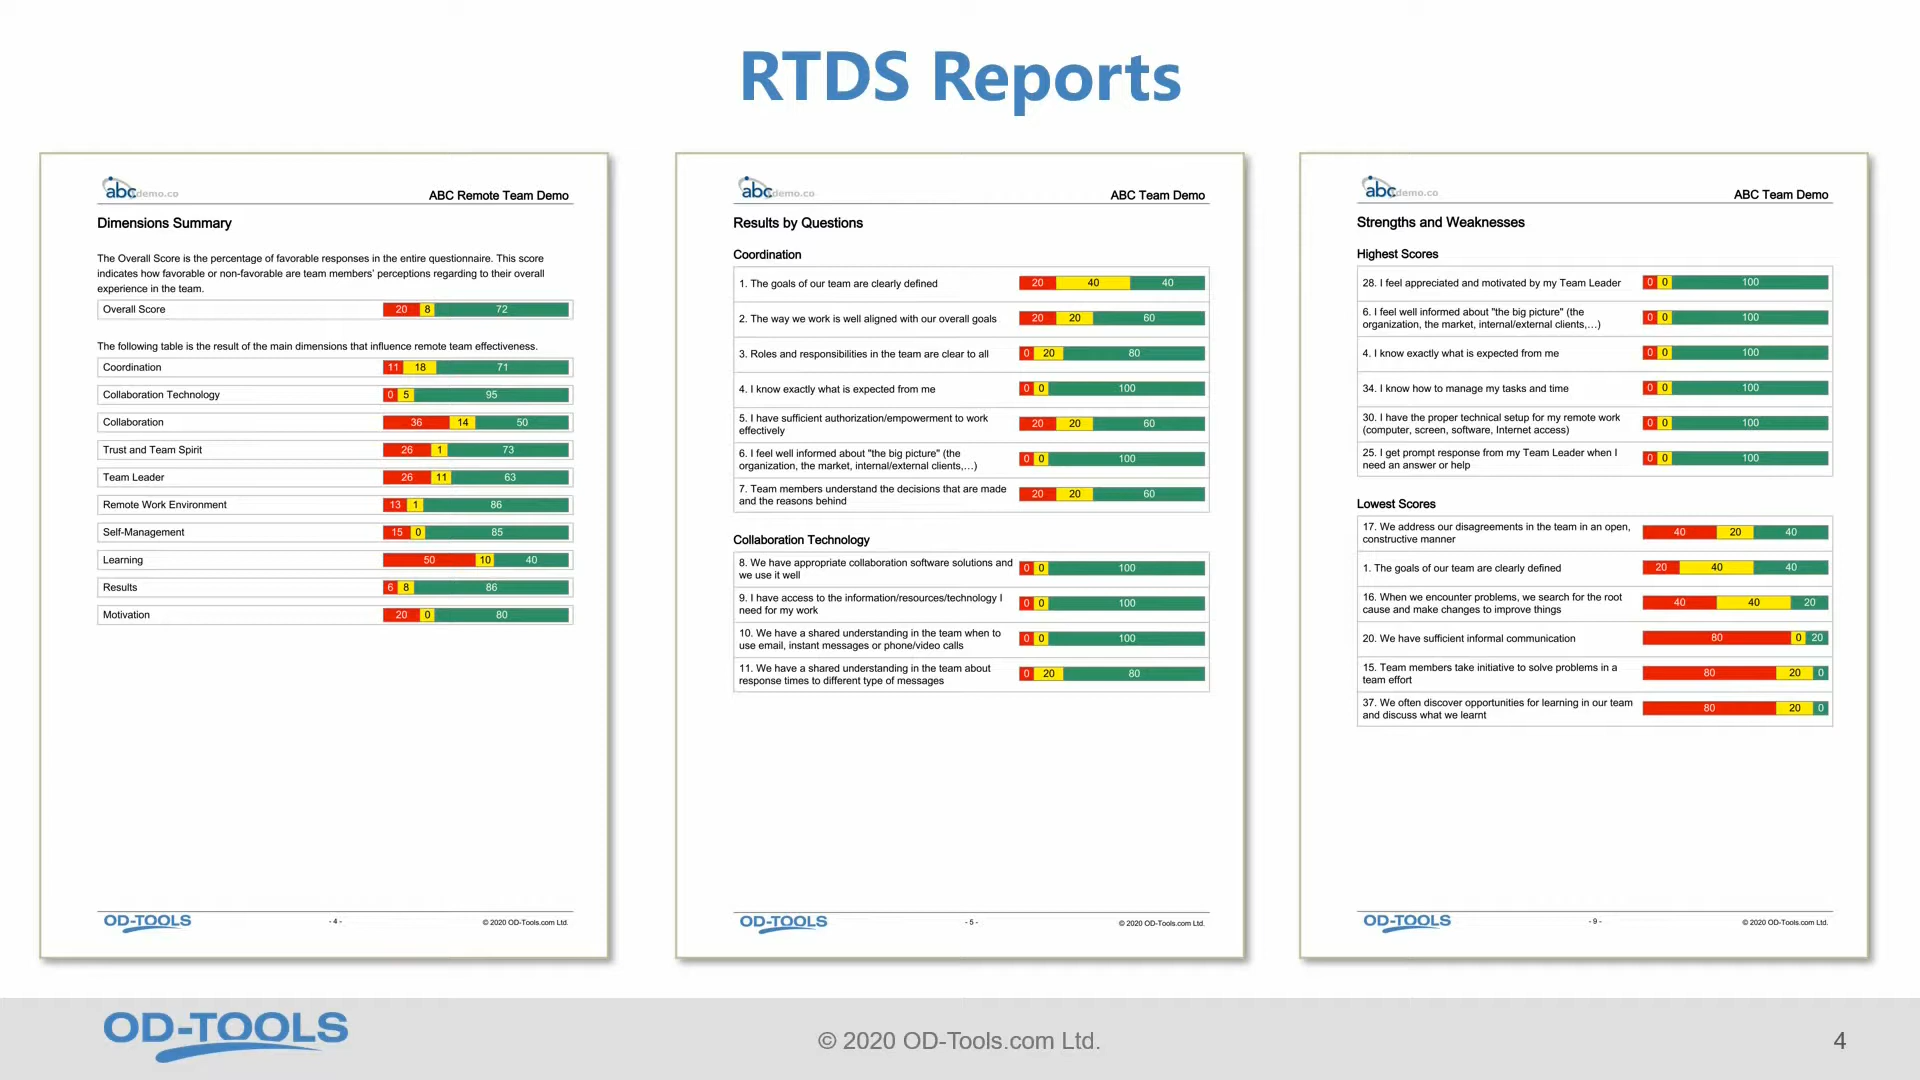 RTDS Reports
abcdemo.co
ABC Remote Team Demo
Dimensions Summary
The Overall Score is the percentage of favorable responses in the entire questionnaire. This score
indicates how favorable or non-favorable are team members' perceptions regarding to their overall
experience in the team.
Overall Score 20 8 72
The following table is the result of the main dimensions that influence remote team effectiveness.
Coordination 11 18 71
Collaboration Technology 0 5 95
Collaboration 36 14 50
Trust and Team Spirit 26 1 73
Team Leader 26 11 63
Remote Work Environment 13 1 86
Self-Management 15 0 85
Learning 50 10 40
Results 6 8 86
Motivation 20 0 80
OD-TOOLS
- 4 -
© 2020 OD-Tools.com Ltd.
abcdemo.co
ABC Team Demo
Results by Questions
Coordination
1. The goals of our team are clearly defined 20 40 40
2. The way we work is well aligned with our overall goals 20 20 60
3. Roles and responsibilities in the team are clear to all 0 20 80
4. I know exactly what is expected from me 0 0 100
5. I have sufficient authorization/empowerment to work
effectively 20 20 60
6. I feel well informed about "the big picture" (the
organization, the market, internal/external clients,...) 0 0 100
7. Team members understand the decisions that are made
and the reasons behind 20 20 60
Collaboration Technology
8. We have appropriate collaboration software solutions and
we use it well 0 0 100
9. I have access to the information/resources/technology I
need for my work 0 0 100
10. We have a shared understanding in the team when to
use email, instant messages or phone/video calls 0 0 100
11. We have a shared understanding in the team about
response times to different type of messages 0 20 80
OD-TOOLS
- 5 -
© 2020 OD-Tools.com Ltd.
abcdemo.co
ABC Team Demo
Strengths and Weaknesses
Highest Scores
28. I feel appreciated and motivated by my Team Leader 0 0 100
6. I feel well informed about "the big picture" (the
organization, the market, internal/external clients,...) 0 0 100
4. I know exactly what is expected from me 0 0 100
34. I know how to manage my tasks and time 0 0 100
30. I have the proper technical setup for my remote work
(computer, screen, software, Internet access) 0 0 100
25. I get prompt response from my Team Leader when I
need an answer or help 0 0 100
Lowest Scores
17. We address our disagreements in the team in an open,
constructive manner 40 20 40
1. The goals of our team are clearly defined 20 40 40
16. When we encounter problems, we search for the root
cause and make changes to improve things 40 40 20
20. We have sufficient informal communication 80 0 20
15. Team members take initiative to solve problems in a
team effort 80 20 0
37. We often discover opportunities for learning in our team
and discuss what we learnt 80 20 0
OD-TOOLS
- 9 -
© 2020 OD-Tools.com Ltd.
OD-TOOLS
© 2020 OD-Tools.com Ltd.
4